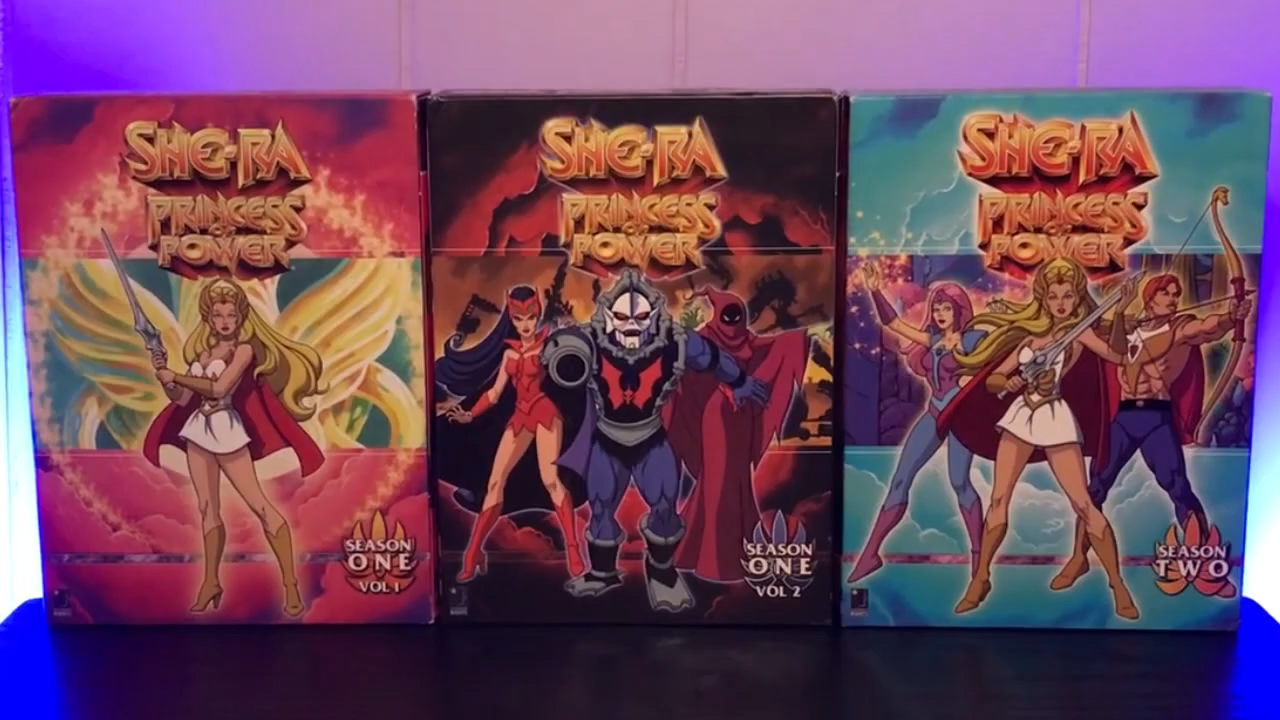 SHE-RA
PRINCESS
OF
POWER
SEASON
ONE
VOL 1
SHE-RA
PRINCESS
OF
POWER
SEASON
ONE
VOL 2
SHE-RA
PRINCESS
OF
POWER
SEASON
TWO